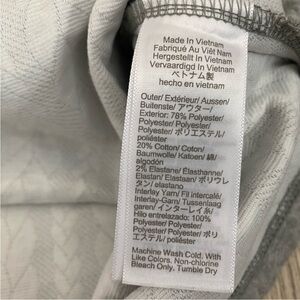 Made In Vietnam
Fabriqué Au Viêt Nam
Hergestellt In Vietnam
Vervaardigd In Vietnam
ベトナム製
hecho en vietnam
Outer/ Extérieur/ Aussen/
Buitenste/ アウター/
Exterior: 78% Polyester/
Polyester/ Polyester/
Polyester/ ポリエステル/
poliéster
20% Cotton/ Coton/
Baumwolle/ Katoen/ 綿/
algodón
2% Elastane/ Élasthanne/
Elastan/ Elastaan/ ポリウレ
タン/ elastano
Interlay Yarn/ Fil intercalé/
Interlay-Garn/ Tussenlaag
garen/ インターレイ糸/
Hilo entrelazado: 100%
Polyester/ Polyester/
Polyester/ Polyester/ ポリ
エステル/ poliéster
Machine Wash Cold. With
Like Colors. Non-chlorine
Bleach Only. Tumble Dry